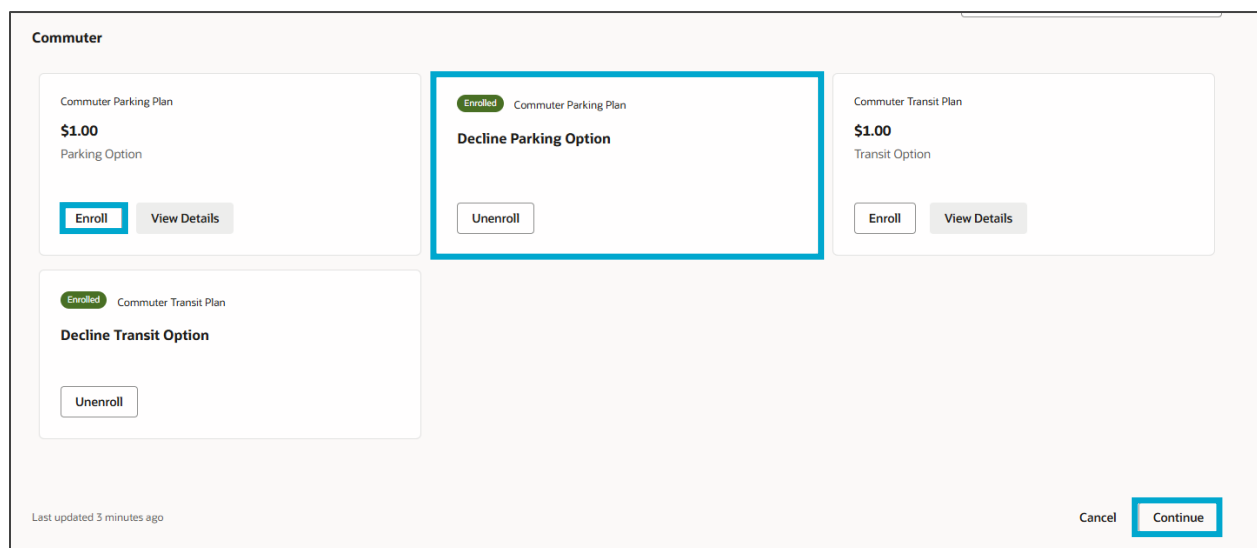 Commuter
Commuter Parking Plan
$1.00
Parking Option
Enroll View Details
Enrolled Commuter Parking Plan
Decline Parking Option
Unenroll
Commuter Transit Plan
$1.00
Transit Option
Enroll View Details
Enrolled Commuter Transit Plan
Decline Transit Option
Unenroll
Last updated 3 minutes ago
Cancel Continue